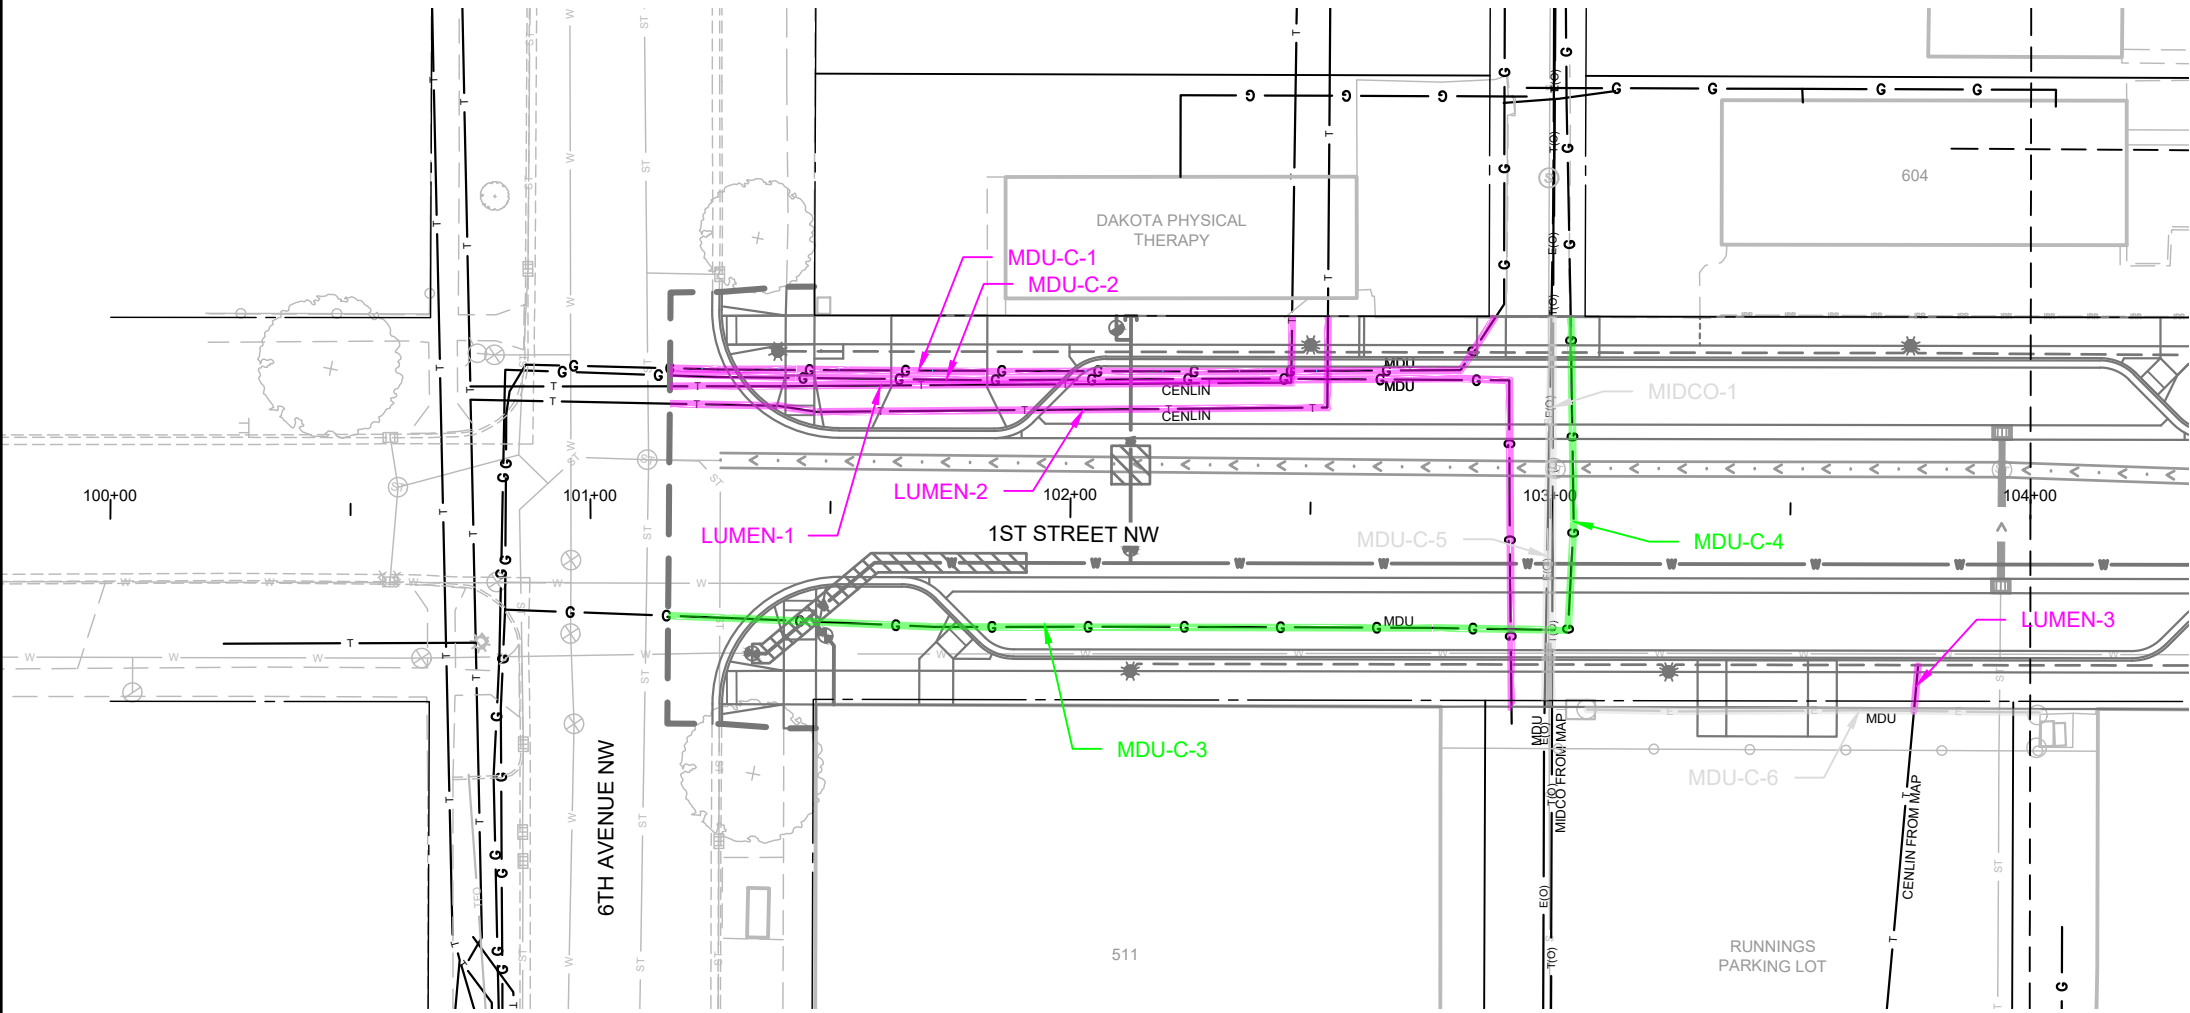 DAKOTA PHYSICAL
THERAPY
604
MDU-C-1
MDU-C-2
MDU
MDU
CENLIN
CENLIN
MIDCO-1
LUMEN-2
LUMEN-1
100+00
101+00
102+00
103+00
104+00
1ST STREET NW
MDU-C-5
MDU-C-4
MDU
LUMEN-3
MDU-C-3
MDU
MDU
MIDCO FROM MAP
MDU-C-6
CENLIN FROM MAP
6TH AVENUE NW
511
RUNNINGS
PARKING LOT